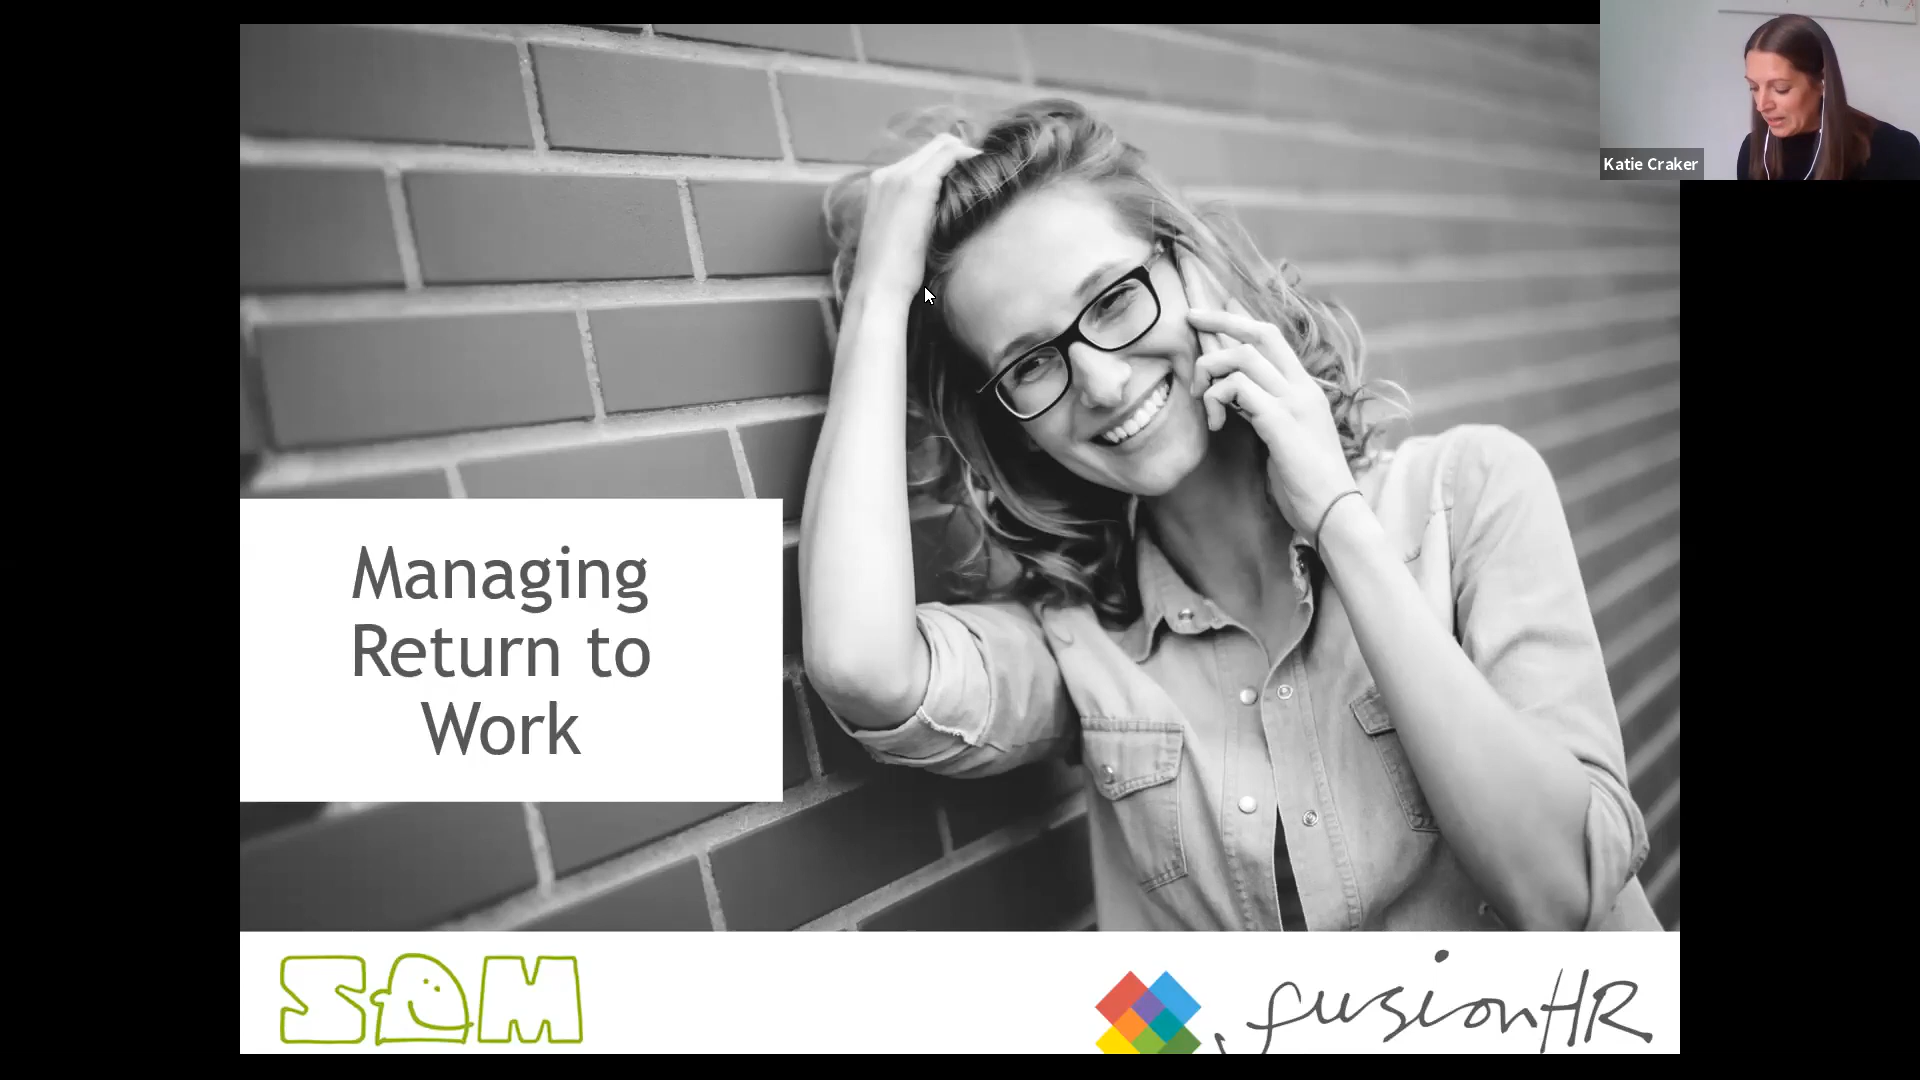 Katie Craker
Managing
Return to
Work
SAM
fusionHR